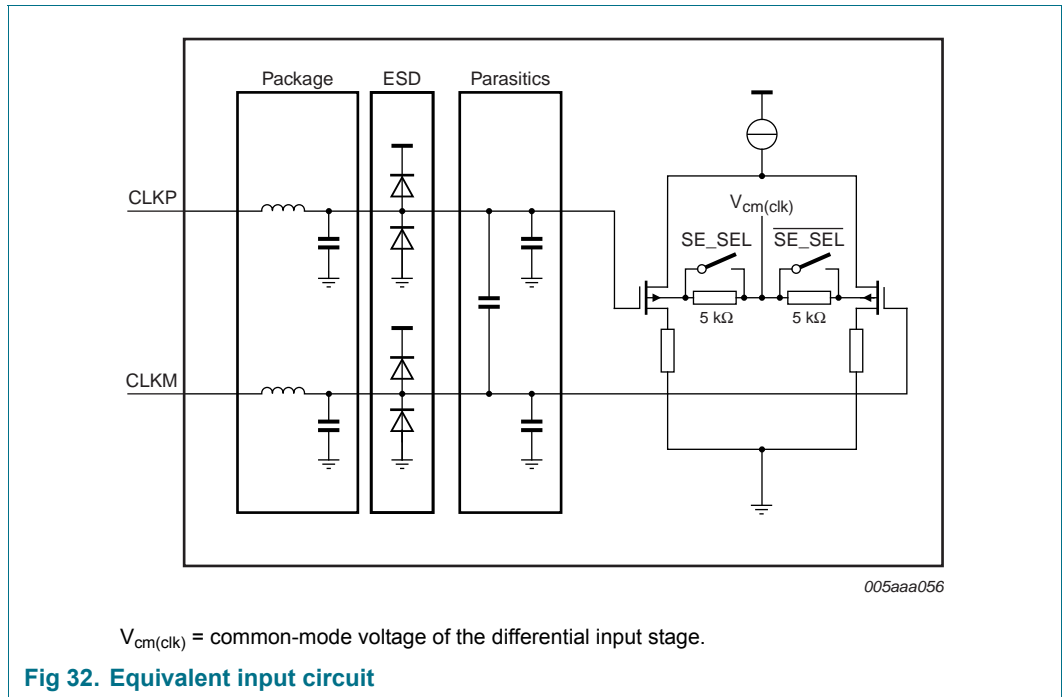 Package ESD Parasitics
CLKP
V_cm(clk)
SE_SEL S̅E̅_̅S̅E̅L̅
5 kΩ 5 kΩ
CLKM
005aaa056
V_cm(clk) = common-mode voltage of the differential input stage.
Fig 32. Equivalent input circuit